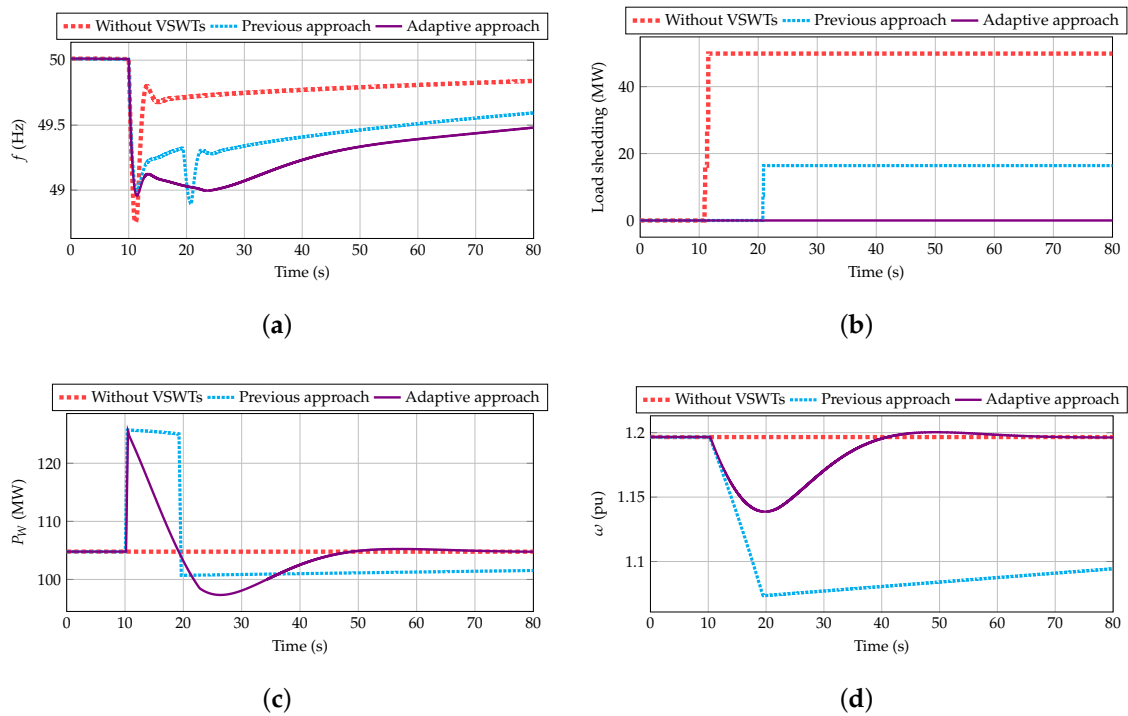 Without VSWTs Previous approach Adaptive approach
50
49.5
49
f (Hz)
0 10 20 30 40 50 60 70 80
Time (s)
(a)
Without VSWTs Previous approach Adaptive approach
40
20
0
Load shedding (MW)
0 10 20 30 40 50 60 70 80
Time (s)
(b)
Without VSWTs Previous approach Adaptive approach
120
110
100
P_W (MW)
0 10 20 30 40 50 60 70 80
Time (s)
(c)
Without VSWTs Previous approach Adaptive approach
1.2
1.15
1.1
ω (pu)
0 10 20 30 40 50 60 70 80
Time (s)
(d)